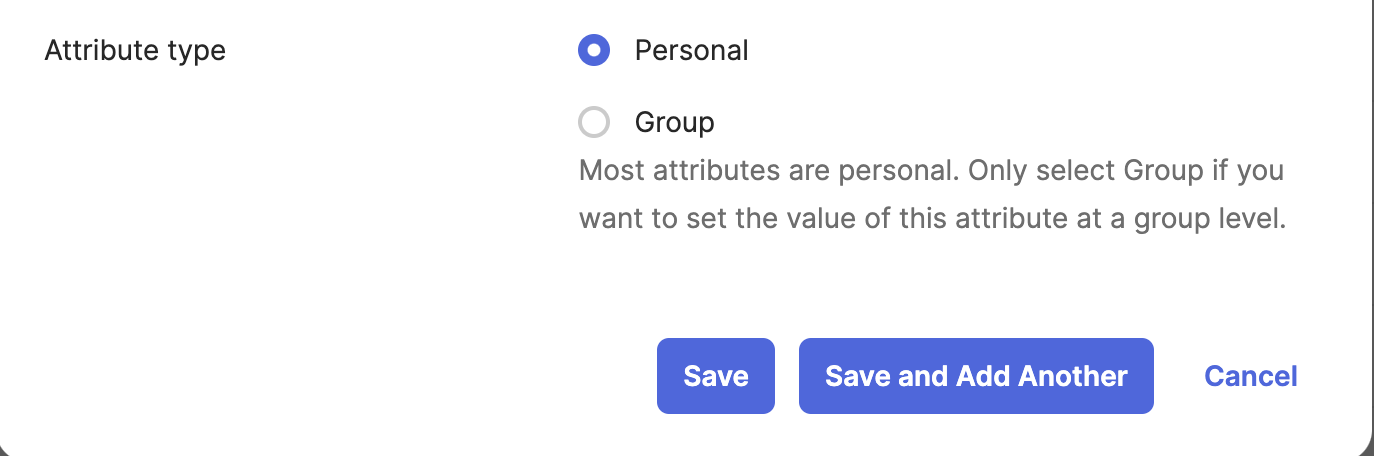 Attribute type
Personal
Group
Most attributes are personal. Only select Group if you
want to set the value of this attribute at a group level.
Save
Save and Add Another
Cancel